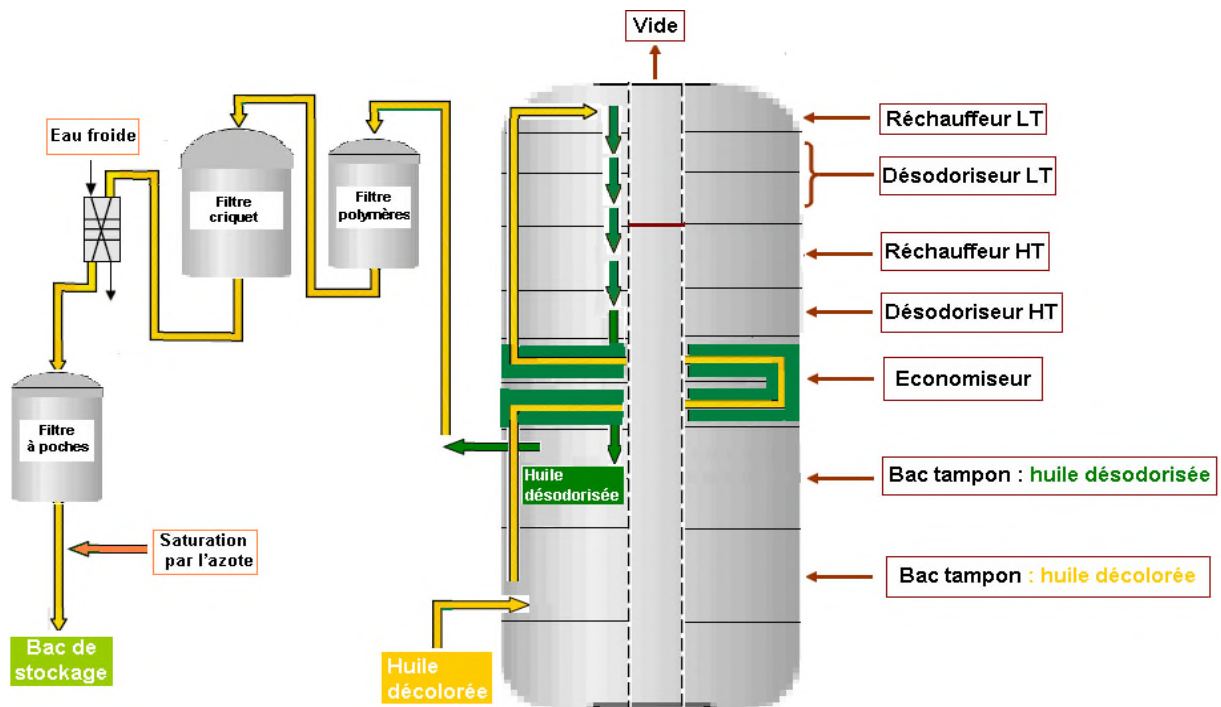 Vide
Réchauffeur LT
Eau froide
Désodoriseur LT
Filtre
criquet
Filtre
polymères
Réchauffeur HT
Désodoriseur HT
Economiseur
Filtre
à poches
Huile
désodorisée
Bac tampon : huile désodorisée
Saturation
par l'azote
Bac tampon : huile décolorée
Bac de
stockage
Huile
décolorée